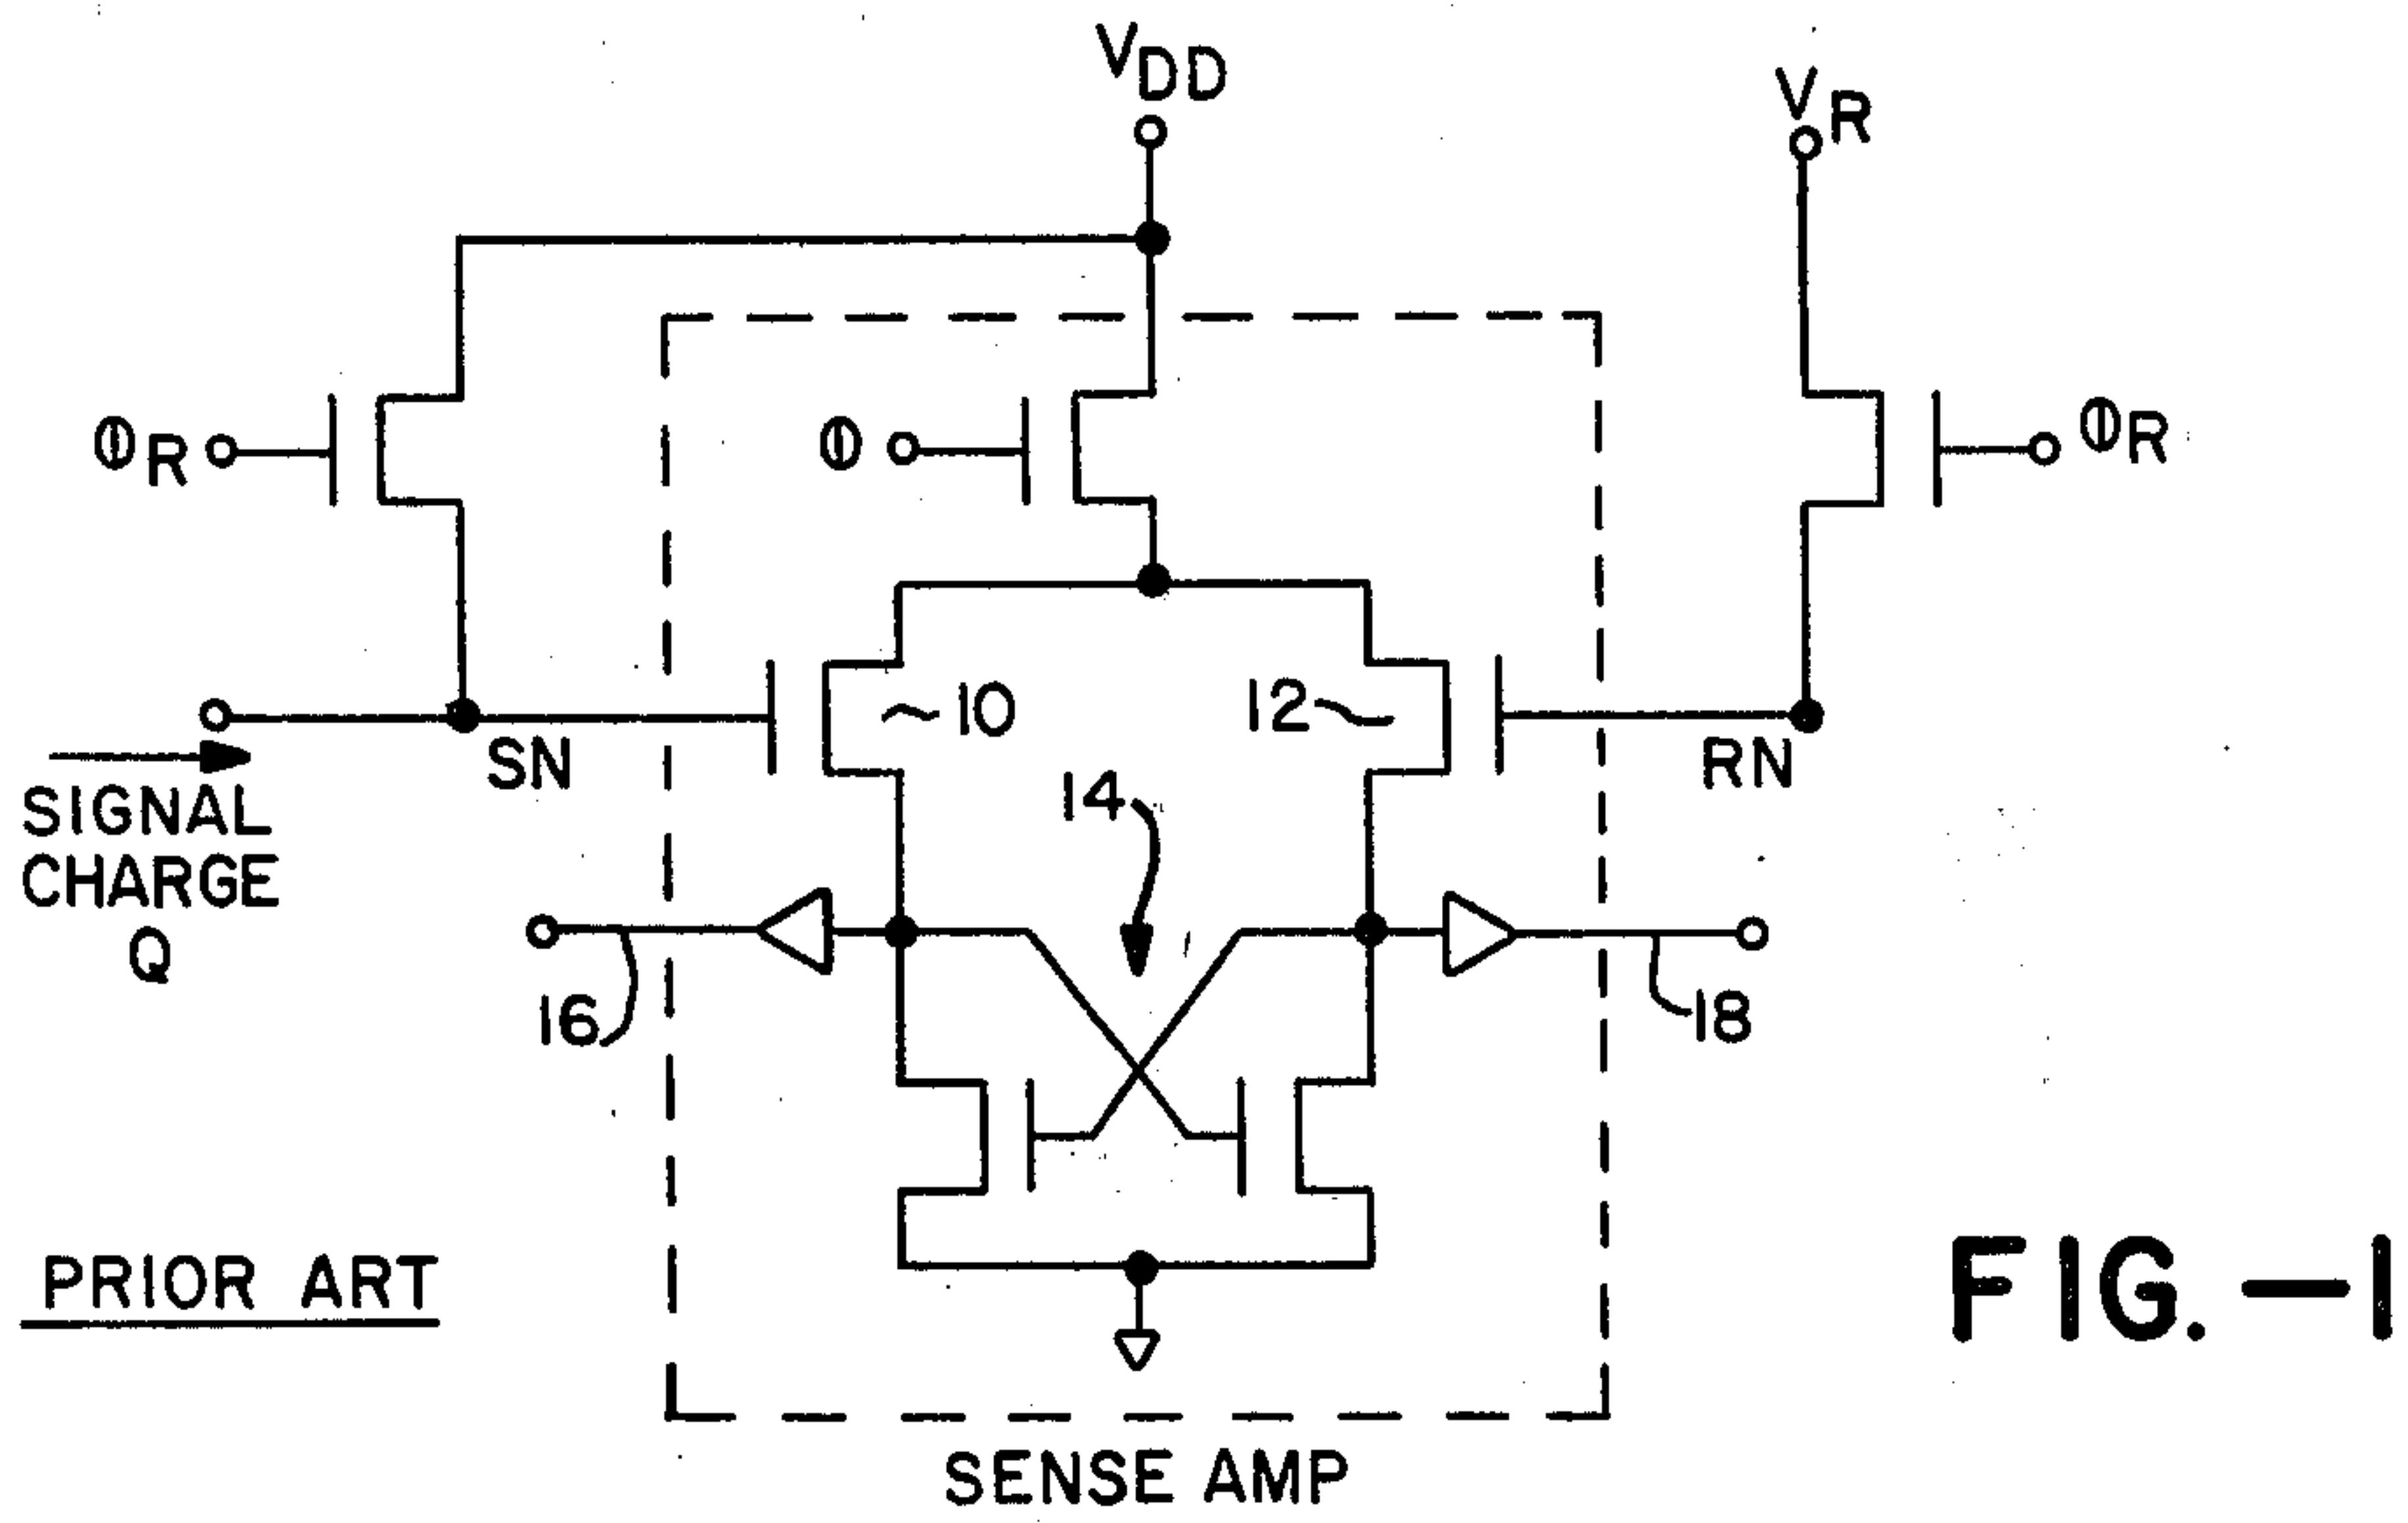 VDD
VR
ΦR
Φ
ΦR
10
12
SN
RN
14
SIGNAL
CHARGE
Q
16
18
PRIOR ART
FIG.-1
SENSE AMP